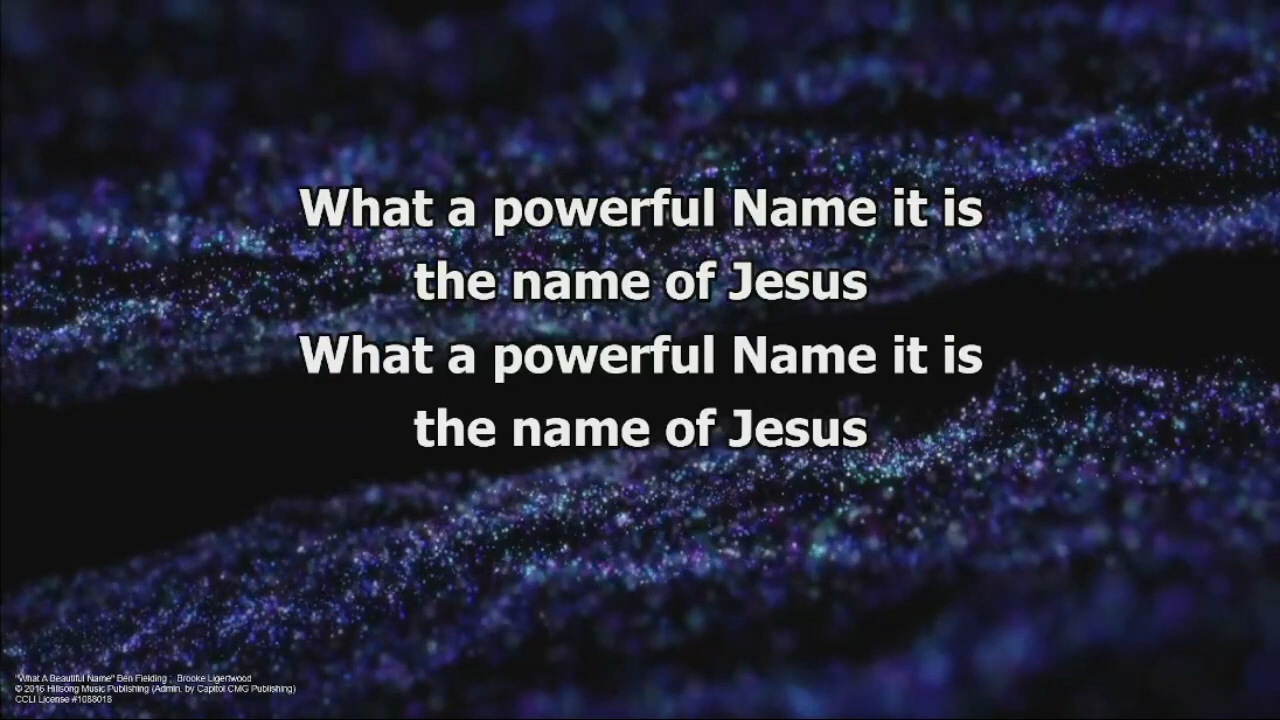 What a powerful Name it is
the name of Jesus
What a powerful Name it is
the name of Jesus
"What A Beautiful Name" Ben Fielding ; Brooke Ligertwood
© 2016 Hillsong Music Publishing (Admin. by Capitol CMG Publishing)
CCLI License #1088018